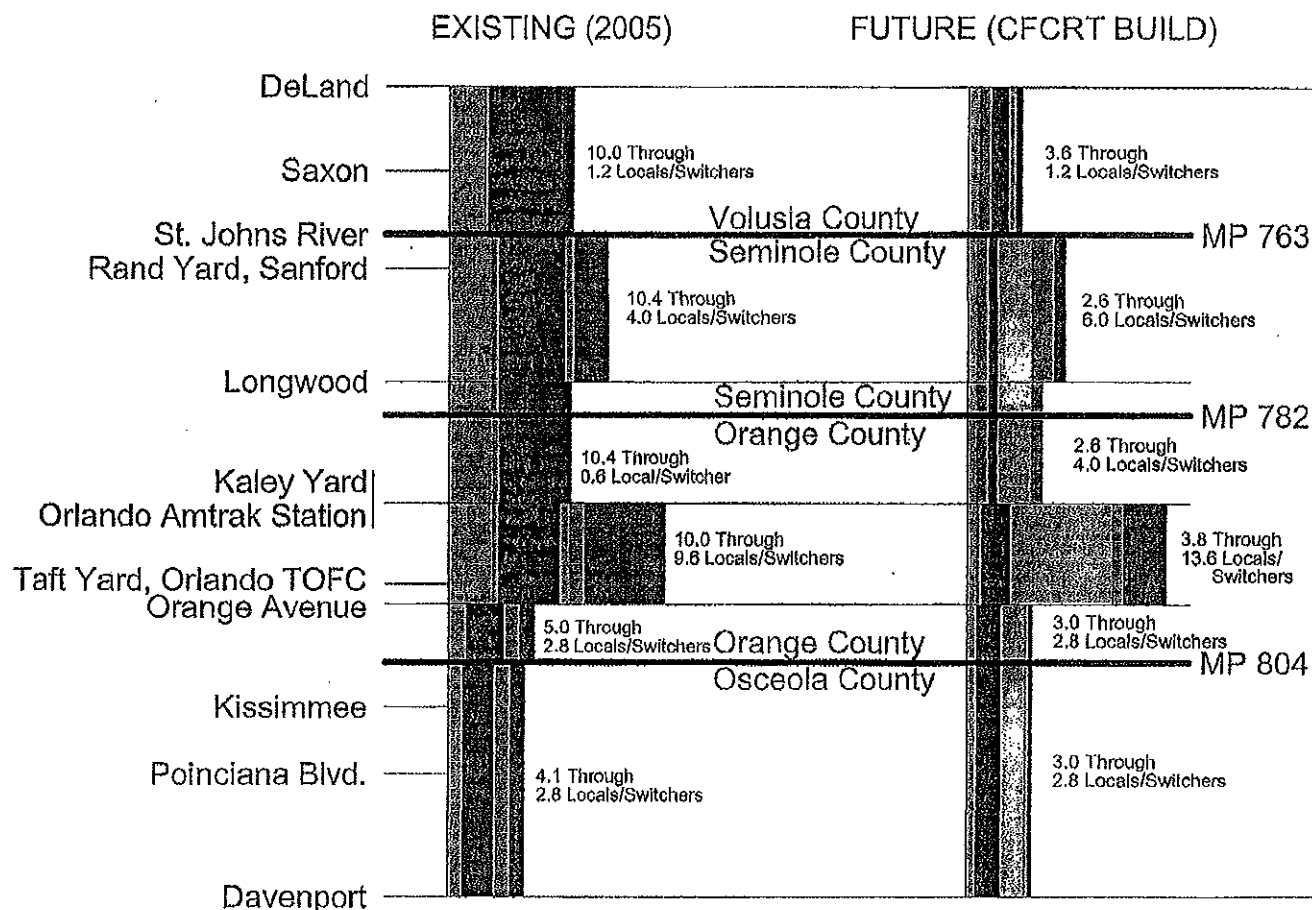 EXISTING (2005)
FUTURE (CFCRT BUILD)
DeLand
Saxon
St. Johns River
Rand Yard, Sanford
Longwood
Kaley Yard
Orlando Amtrak Station
Taft Yard, Orlando TOFC
Orange Avenue
Kissimmee
Poinciana Blvd.
Davenport
10.0 Through
1.2 Locals/Switchers
3.6 Through
1.2 Locals/Switchers
Volusia County
Seminole County
MP 763
10.4 Through
4.0 Locals/Switchers
2.6 Through
6.0 Locals/Switchers
Seminole County
Orange County
MP 782
10.4 Through
0.6 Local/Switcher
2.6 Through
4.0 Locals/Switchers
10.0 Through
9.6 Locals/Switchers
3.8 Through
13.6 Locals/
Switchers
5.0 Through
2.8 Locals/Switchers
3.0 Through
2.8 Locals/Switchers
Orange County
Osceola County
MP 804
4.1 Through
2.8 Locals/Switchers
3.0 Through
2.8 Locals/Switchers